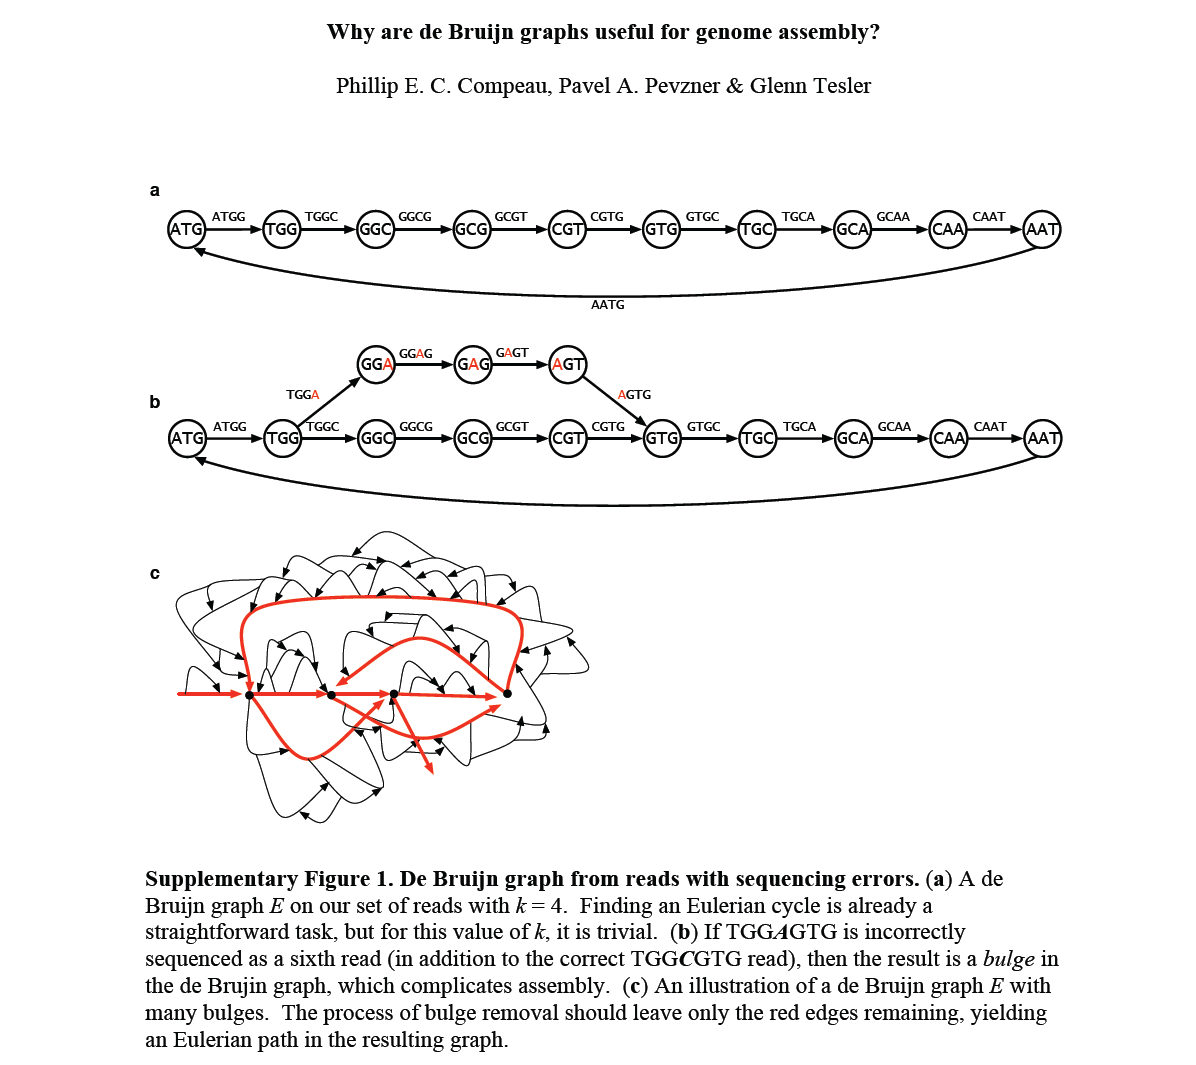 Why are de Bruijn graphs useful for genome assembly?
Phillip E. C. Compeau, Pavel A. Pevzner & Glenn Tesler
a
ATGG TGGC GGCG GCGT CGTG GTGC TGCA GCAA CAAT
ATG TGG GGC GCG CGT GTG TGC GCA CAA AAT
AATG
GGAG GAGT
GGA GAG AGT
TGGA AGTG
b
ATGG TGGC GGCG GCGT CGTG GTGC TGCA GCAA CAAT
ATG TGG GGC GCG CGT GTG TGC GCA CAA AAT
c
Supplementary Figure 1. De Bruijn graph from reads with sequencing errors. (a) A de
Bruijn graph E on our set of reads with k = 4. Finding an Eulerian cycle is already a
straightforward task, but for this value of k, it is trivial. (b) If TGGAGTG is incorrectly
sequenced as a sixth read (in addition to the correct TGGCGTG read), then the result is a bulge in
the de Brujin graph, which complicates assembly. (c) An illustration of a de Bruijn graph E with
many bulges. The process of bulge removal should leave only the red edges remaining, yielding
an Eulerian path in the resulting graph.